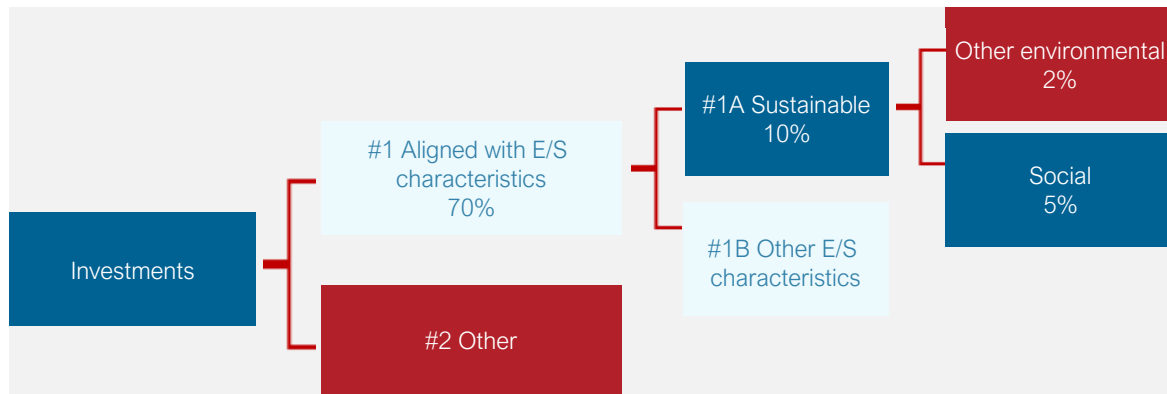 Investments
#1 Aligned with E/S
characteristics
70%
#2 Other
#1A Sustainable
10%
#1B Other E/S
characteristics
Other environmental
2%
Social
5%